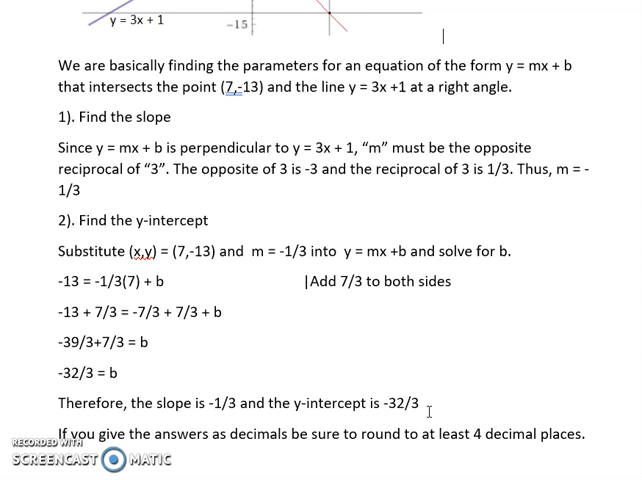 y = 3x + 1
-15
We are basically finding the parameters for an equation of the form y = mx + b
that intersects the point (7,-13) and the line y = 3x +1 at a right angle.
1). Find the slope
Since y = mx + b is perpendicular to y = 3x + 1, “m” must be the opposite
reciprocal of “3”. The opposite of 3 is -3 and the reciprocal of 3 is 1/3. Thus, m = -
1/3
2). Find the y-intercept
Substitute (x,y) = (7,-13) and m = -1/3 into y = mx +b and solve for b.
-13 = -1/3(7) + b |Add 7/3 to both sides
-13 + 7/3 = -7/3 + 7/3 + b
-39/3+7/3 = b
-32/3 = b
Therefore, the slope is -1/3 and the y-intercept is -32/3
If you give the answers as decimals be sure to round to at least 4 decimal places.
RECORDED WITH
SCREENCAST MATIC